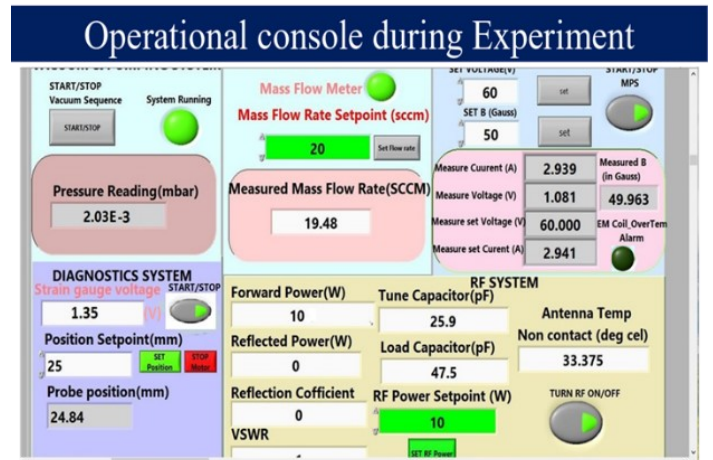 Operational console during Experiment
START/STOP
Vacuum Sequence
System Running
START/STOP
Pressure Reading(mbar)
2.03E-3
Mass Flow Meter
Mass Flow Rate Setpoint (sccm)
20
Set Flow rate
Measured Mass Flow Rate(SCCM)
19.48
SET VOLTAGE(V)
60
set
SET B (Gauss)
50
set
START/STOP
MPS
Measure Cuurent (A)
2.939
Measure Voltage (V)
1.081
Measure set Voltage (V)
60.000
Measure set Curent (A)
2.941
Measured B
(in Gauss)
49.963
EM Coil_OverTem
Alarm
DIAGNOSTICS SYSTEM
Strain gauge voltage
START/STOP
1.35
(V)
Position Setpoint(mm)
25
SET
Position
STOP
Motor
Probe position(mm)
24.84
RF SYSTEM
Forward Power(W)
10
Reflected Power(W)
0
Reflection Cofficient
0
VSWR
Tune Capacitor(pF)
25.9
Load Capacitor(pF)
47.5
RF Power Setpoint (W)
10
SET RF Power
Antenna Temp
Non contact (deg cel)
33.375
TURN RF ON/OFF